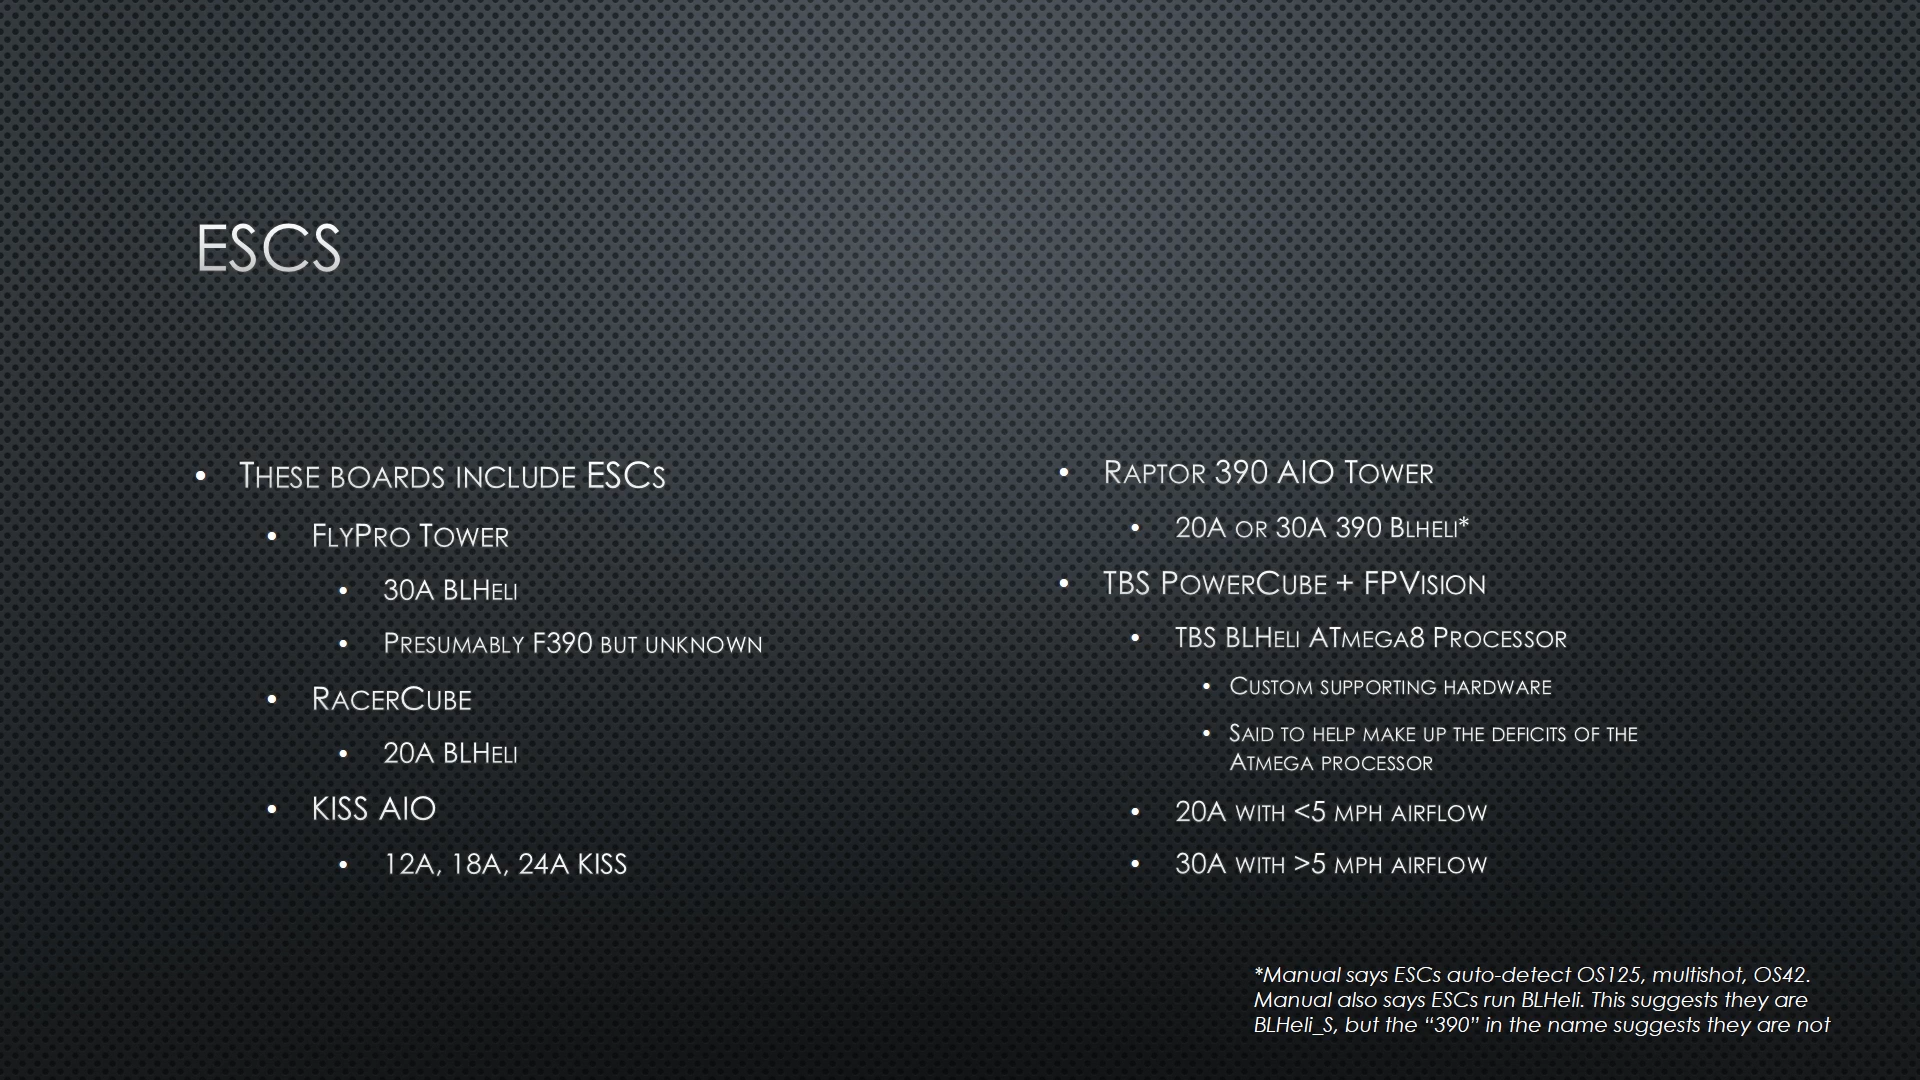 ESCS
• These boards include ESCs
• FlyPro Tower
• 30A BLHeli
• Presumably F390 but unknown
• RacerCube
• 20A BLHeli
• KISS AIO
• 12A, 18A, 24A KISS
• Raptor 390 AIO Tower
• 20A or 30A 390 Blheli*
• TBS PowerCube + FPVision
• TBS BLHeli ATmega8 Processor
• Custom supporting hardware
• Said to help make up the deficits of the
Atmega processor
• 20A with <5 mph airflow
• 30A with >5 mph airflow
*Manual says ESCs auto-detect OS125, multishot, OS42.
Manual also says ESCs run BLHeli. This suggests they are
BLHeli_S, but the “390” in the name suggests they are not